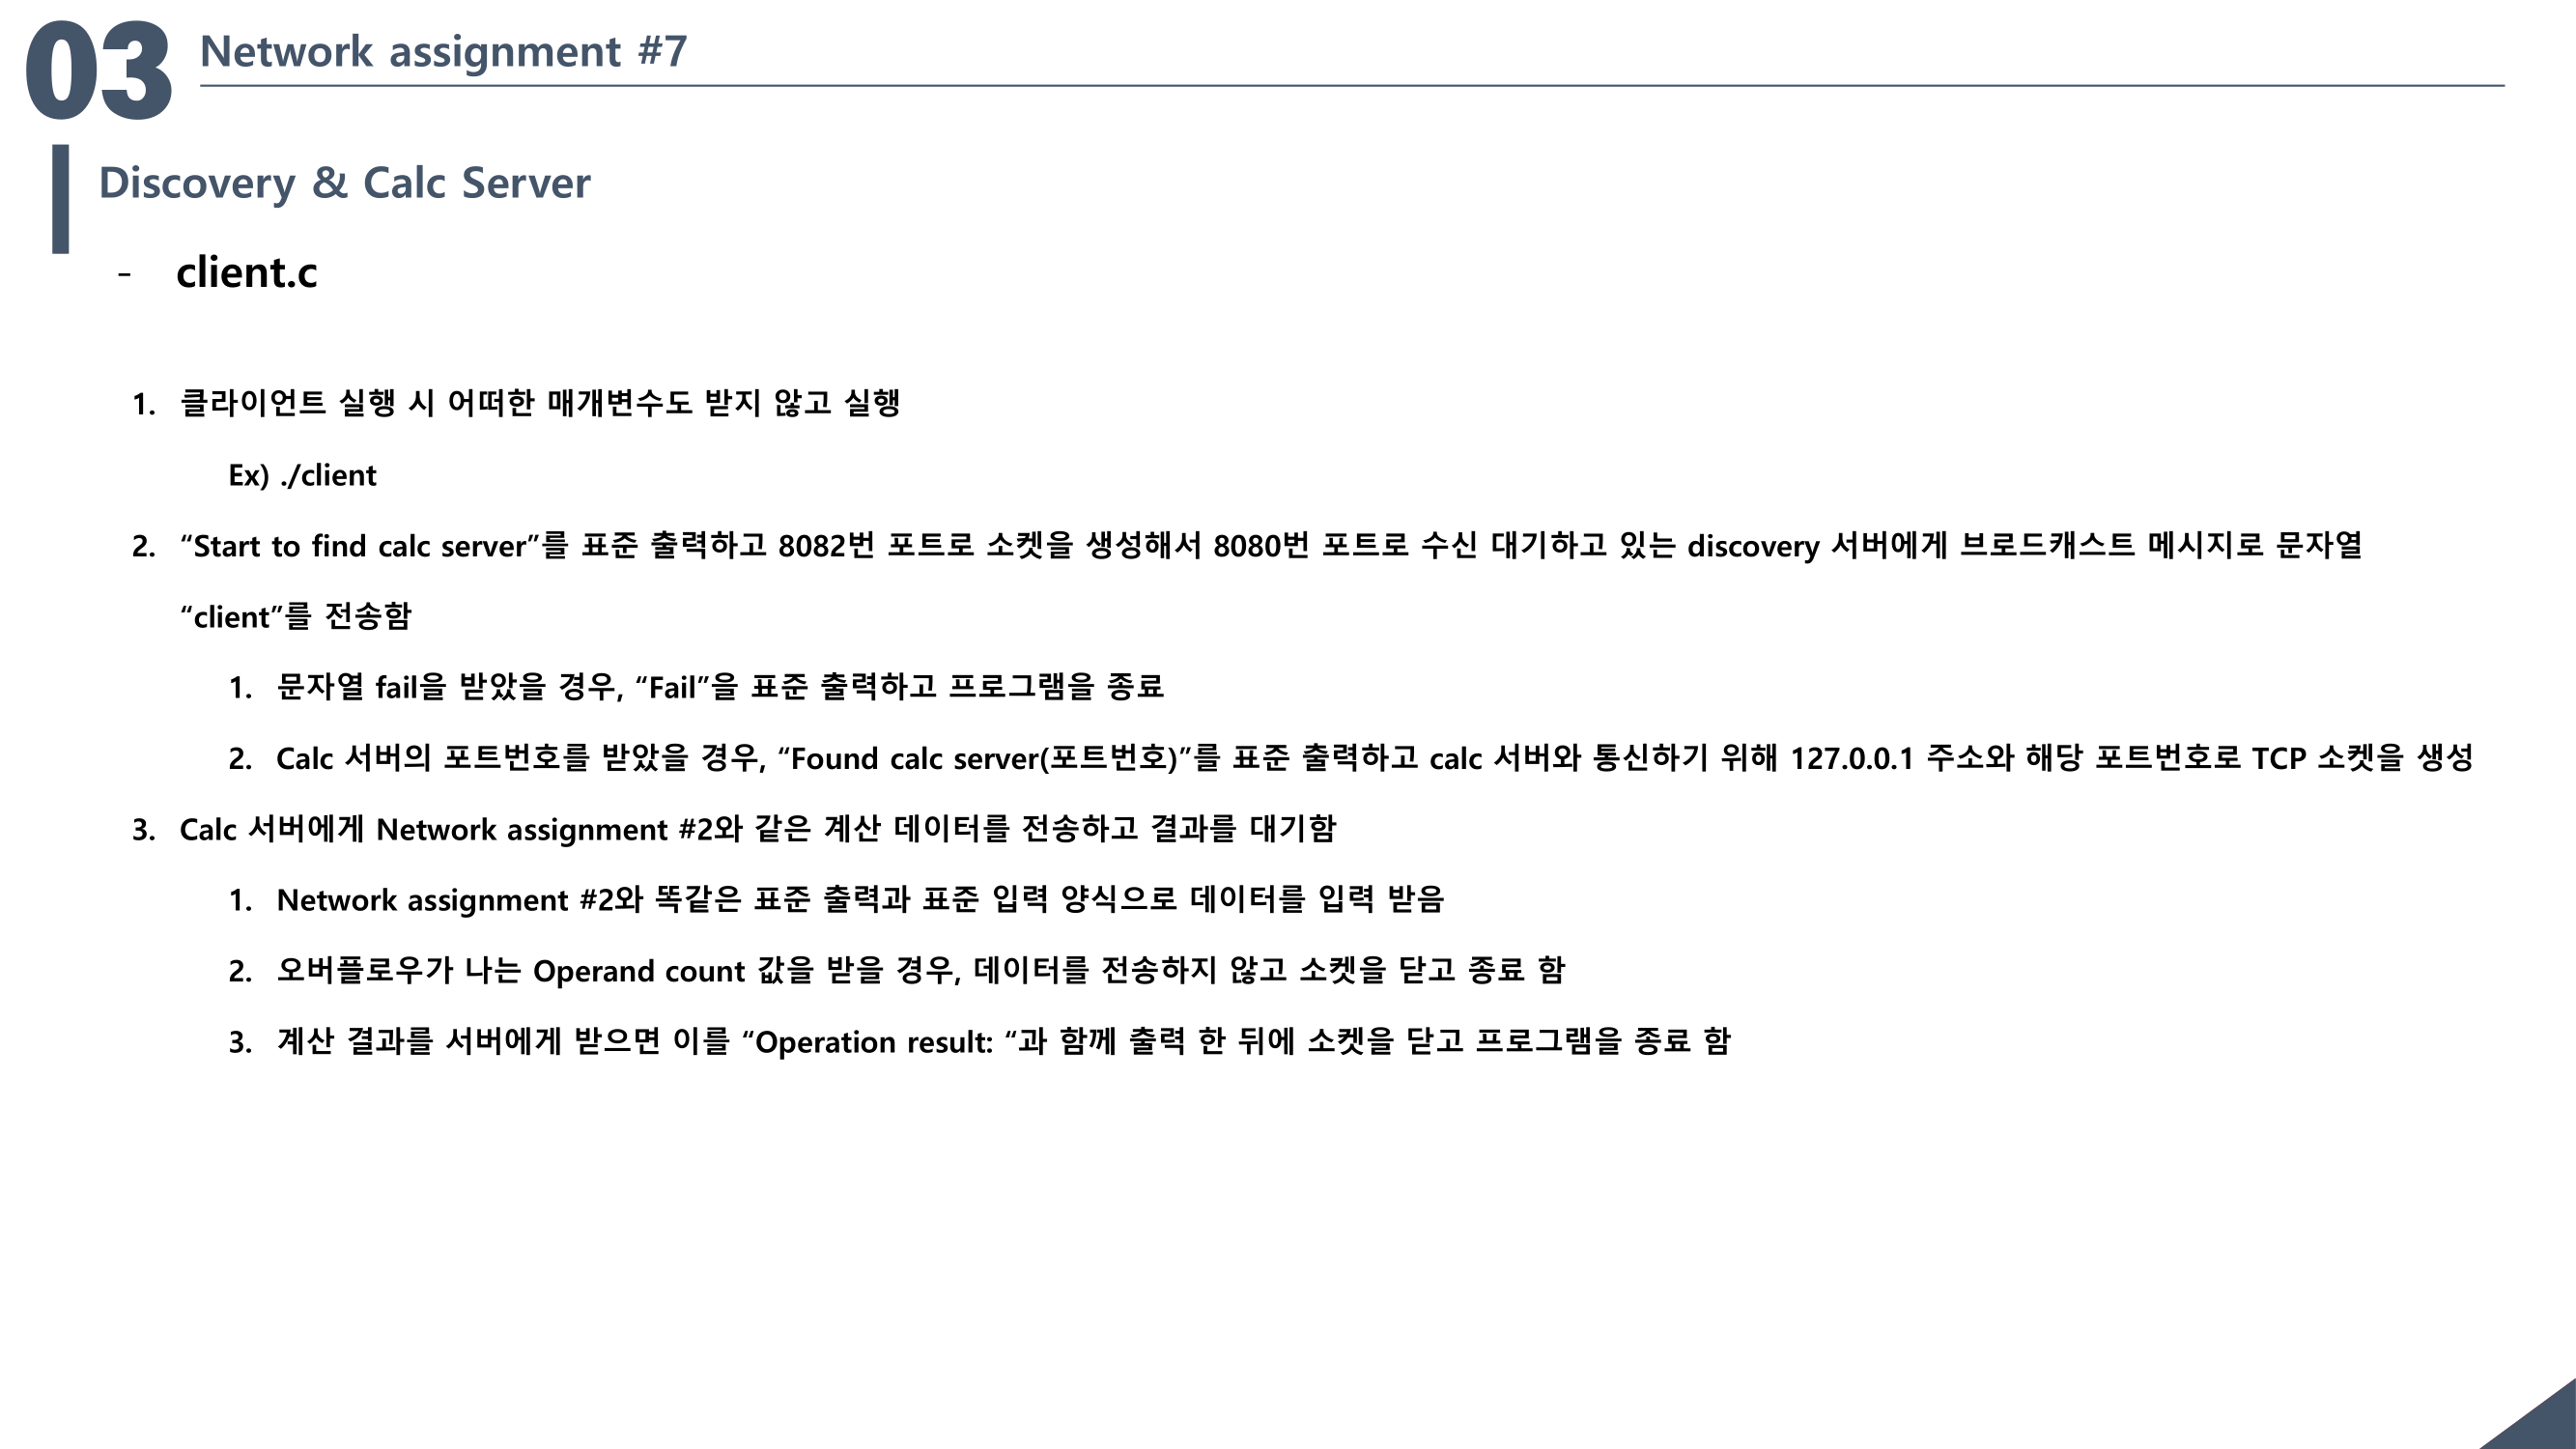 03 Network assignment #7
Discovery & Calc Server
- client.c
1. 클라이언트 실행 시 어떠한 매개변수도 받지 않고 실행
Ex) ./client
2. “Start to find calc server”를 표준 출력하고 8082번 포트로 소켓을 생성해서 8080번 포트로 수신 대기하고 있는 discovery 서버에게 브로드캐스트 메시지로 문자열
“client”를 전송함
1. 문자열 fail을 받았을 경우, “Fail”을 표준 출력하고 프로그램을 종료
2. Calc 서버의 포트번호를 받았을 경우, “Found calc server(포트번호)”를 표준 출력하고 calc 서버와 통신하기 위해 127.0.0.1 주소와 해당 포트번호로 TCP 소켓을 생성
3. Calc 서버에게 Network assignment #2와 같은 계산 데이터를 전송하고 결과를 대기함
1. Network assignment #2와 똑같은 표준 출력과 표준 입력 양식으로 데이터를 입력 받음
2. 오버플로우가 나는 Operand count 값을 받을 경우, 데이터를 전송하지 않고 소켓을 닫고 종료 함
3. 계산 결과를 서버에게 받으면 이를 “Operation result: “과 함께 출력 한 뒤에 소켓을 닫고 프로그램을 종료 함